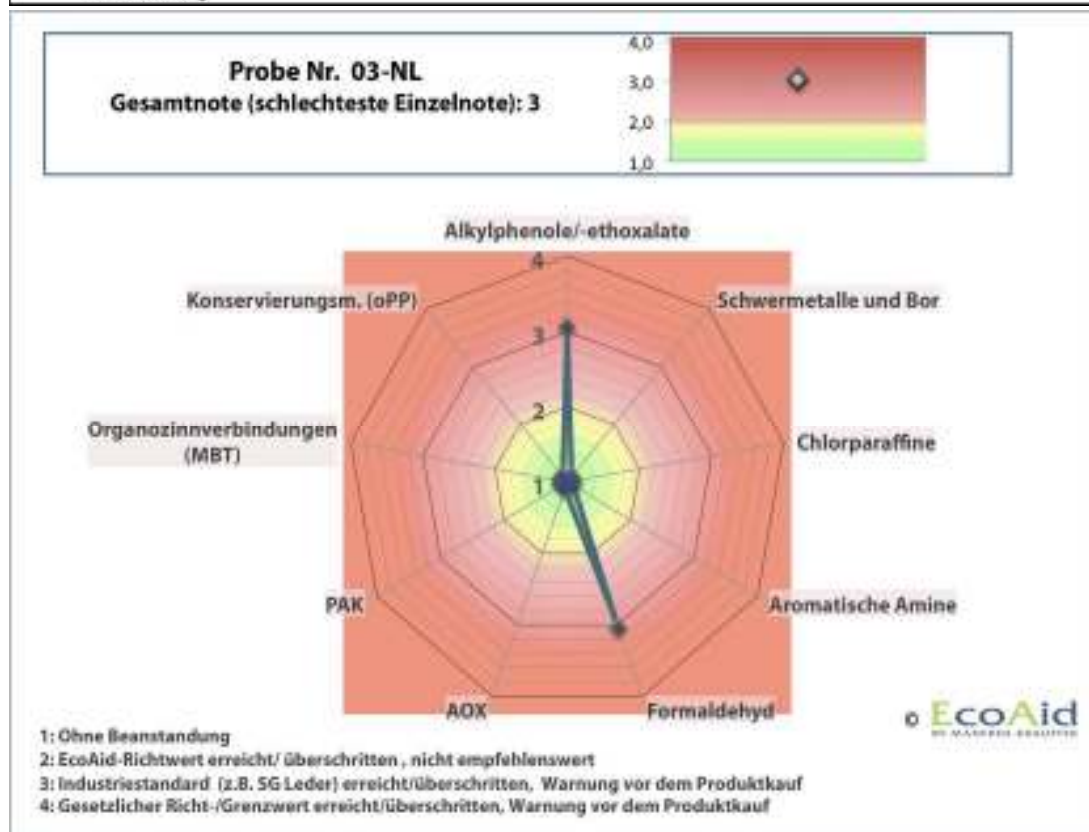 Probe Nr. 03-NL
Gesamtnote (schlechteste Einzelnote): 3
4,0
3,0
2,0
1,0
Alkylphenole/-ethoxalate
4
Konservierungsm. (oPP)
Schwermetalle und Bor
3
2
Organozinnverbindungen
(MBT)
Chlorparaffine
1
PAK
Aromatische Amine
AOX
Formaldehyd
© EcoAid
1: Ohne Beanstandung
2: EcoAid-Richtwert erreicht/ überschritten , nicht empfehlenswert
3: Industriestandard (z.B. SG Leder) erreicht/überschritten, Warnung vor dem Produktkauf
4: Gesetzlicher Richt-/Grenzwert erreicht/überschritten, Warnung vor dem Produktkauf